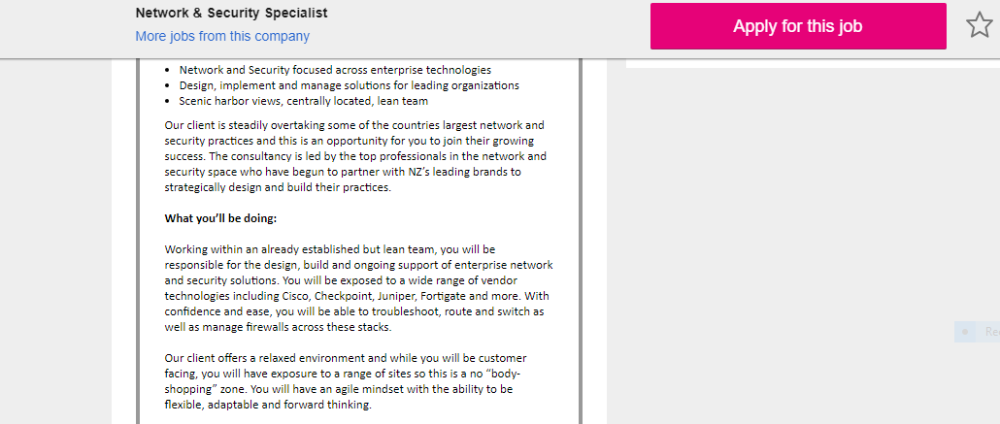 Network & Security Specialist
More jobs from this company
Apply for this job
• Network and Security focused across enterprise technologies
• Design, implement and manage solutions for leading organizations
• Scenic harbor views, centrally located, lean team
Our client is steadily overtaking some of the countries largest network and
security practices and this is an opportunity for you to join their growing
success. The consultancy is led by the top professionals in the network and
security space who have begun to partner with NZ's leading brands to
strategically design and build their practices.
What you'll be doing:
Working within an already established but lean team, you will be
responsible for the design, build and ongoing support of enterprise network
and security solutions. You will be exposed to a wide range of vendor
technologies including Cisco, Checkpoint, Juniper, Fortigate and more. With
confidence and ease, you will be able to troubleshoot, route and switch as
well as manage firewalls across these stacks.
Our client offers a relaxed environment and while you will be customer
facing, you will have exposure to a range of sites so this is a no “body-
shopping” zone. You will have an agile mindset with the ability to be
flexible, adaptable and forward thinking.